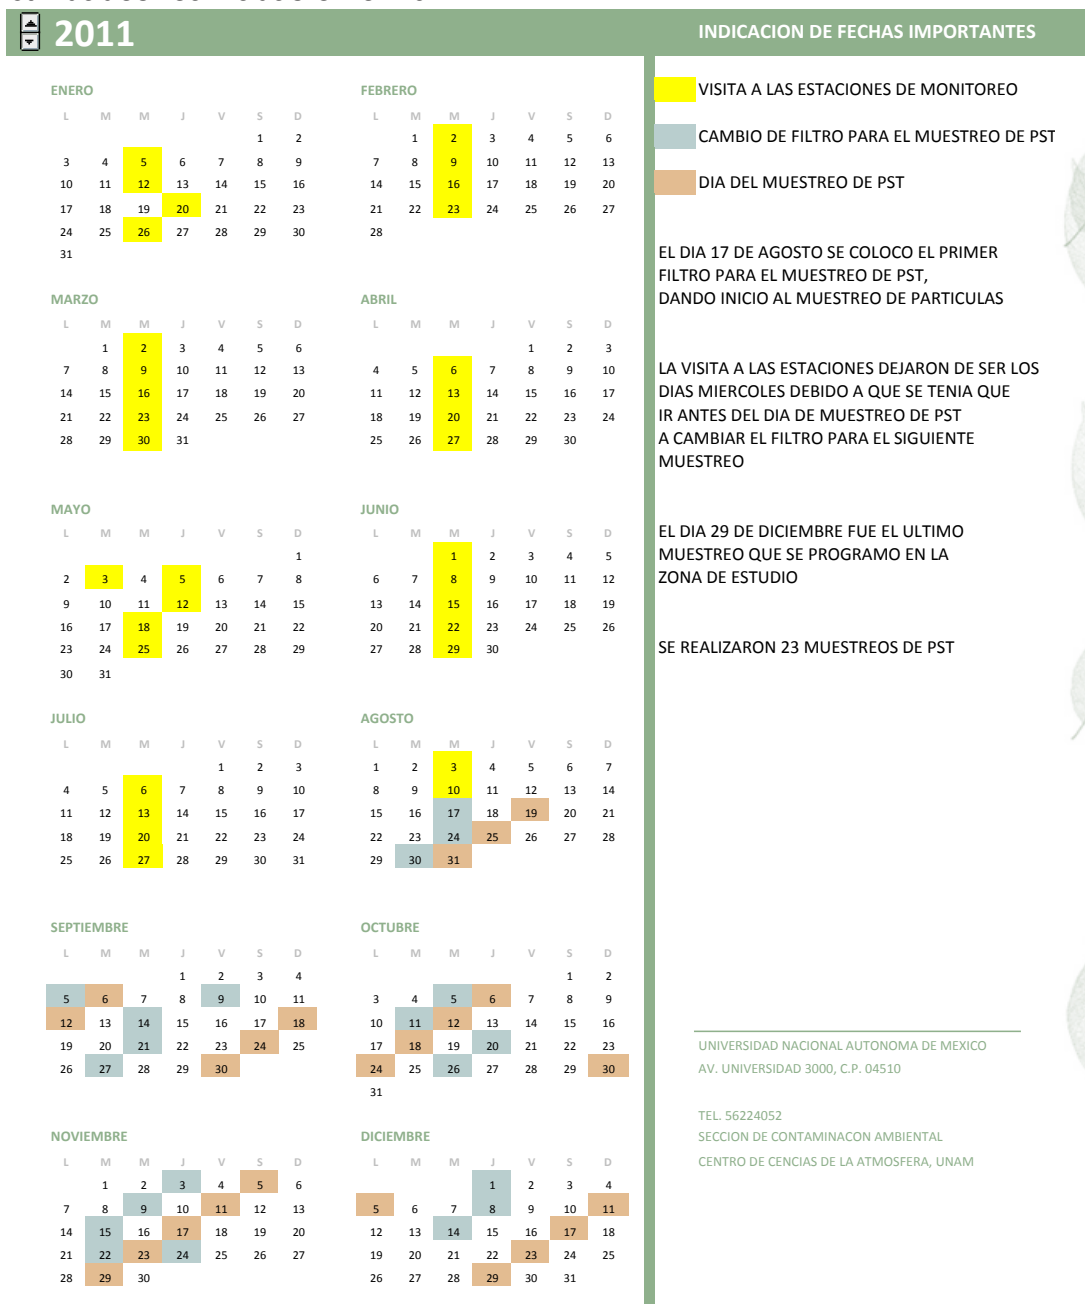 2011
INDICACION DE FECHAS IMPORTANTES
ENERO
L M M J V S D
1 2
3 4 5 6 7 8 9
10 11 12 13 14 15 16
17 18 19 20 21 22 23
24 25 26 27 28 29 30
31
FEBRERO
L M M J V S D
1 2 3 4 5 6
7 8 9 10 11 12 13
14 15 16 17 18 19 20
21 22 23 24 25 26 27
28
MARZO
L M M J V S D
1 2 3 4 5 6
7 8 9 10 11 12 13
14 15 16 17 18 19 20
21 22 23 24 25 26 27
28 29 30 31
ABRIL
L M M J V S D
1 2 3
4 5 6 7 8 9 10
11 12 13 14 15 16 17
18 19 20 21 22 23 24
25 26 27 28 29 30
MAYO
L M M J V S D
1
2 3 4 5 6 7 8
9 10 11 12 13 14 15
16 17 18 19 20 21 22
23 24 25 26 27 28 29
30 31
JUNIO
L M M J V S D
1 2 3 4 5
6 7 8 9 10 11 12
13 14 15 16 17 18 19
20 21 22 23 24 25 26
27 28 29 30
JULIO
L M M J V S D
1 2 3
4 5 6 7 8 9 10
11 12 13 14 15 16 17
18 19 20 21 22 23 24
25 26 27 28 29 30 31
AGOSTO
L M M J V S D
1 2 3 4 5 6 7
8 9 10 11 12 13 14
15 16 17 18 19 20 21
22 23 24 25 26 27 28
29 30 31
SEPTIEMBRE
L M M J V S D
1 2 3 4
5 6 7 8 9 10 11
12 13 14 15 16 17 18
19 20 21 22 23 24 25
26 27 28 29 30
OCTUBRE
L M M J V S D
1 2
3 4 5 6 7 8 9
10 11 12 13 14 15 16
17 18 19 20 21 22 23
24 25 26 27 28 29 30
31
NOVIEMBRE
L M M J V S D
1 2 3 4 5 6
7 8 9 10 11 12 13
14 15 16 17 18 19 20
21 22 23 24 25 26 27
28 29 30
DICIEMBRE
L M M J V S D
1 2 3 4
5 6 7 8 9 10 11
12 13 14 15 16 17 18
19 20 21 22 23 24 25
26 27 28 29 30 31
VISITA A LAS ESTACIONES DE MONITOREO
CAMBIO DE FILTRO PARA EL MUESTREO DE PST
DIA DEL MUESTREO DE PST
EL DIA 17 DE AGOSTO SE COLOCO EL PRIMER
FILTRO PARA EL MUESTREO DE PST,
DANDO INICIO AL MUESTREO DE PARTICULAS
LA VISITA A LAS ESTACIONES DEJARON DE SER LOS
DIAS MIERCOLES DEBIDO A QUE SE TENIA QUE
IR ANTES DEL DIA DE MUESTREO DE PST
A CAMBIAR EL FILTRO PARA EL SIGUIENTE
MUESTREO
EL DIA 29 DE DICIEMBRE FUE EL ULTIMO
MUESTREO QUE SE PROGRAMO EN LA
ZONA DE ESTUDIO
SE REALIZARON 23 MUESTREOS DE PST
UNIVERSIDAD NACIONAL AUTONOMA DE MEXICO
AV. UNIVERSIDAD 3000, C.P. 04510
TEL. 56224052
SECCION DE CONTAMINACON AMBIENTAL
CENTRO DE CENCIAS DE LA ATMOSFERA, UNAM